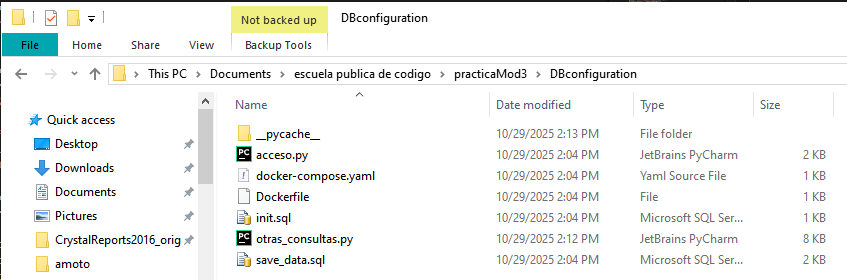 Not backed up DBconfiguration
File Home Share View Backup Tools
This PC Documents escuela publica de codigo practicaMod3 DBconfiguration
Name Date modified Type Size
Quick access
Desktop
Downloads
Documents
Pictures
CrystalReports2016_orig
amoto
__pycache__ 10/29/2025 2:13 PM File folder
acceso.py 10/29/2025 2:04 PM JetBrains PyCharm 2 KB
docker-compose.yaml 10/29/2025 2:04 PM Yaml Source File 1 KB
Dockerfile 10/29/2025 2:04 PM File 1 KB
init.sql 10/29/2025 2:04 PM Microsoft SQL Ser... 1 KB
otras_consultas.py 10/29/2025 2:12 PM JetBrains PyCharm 8 KB
save_data.sql 10/29/2025 2:04 PM Microsoft SQL Ser... 2 KB